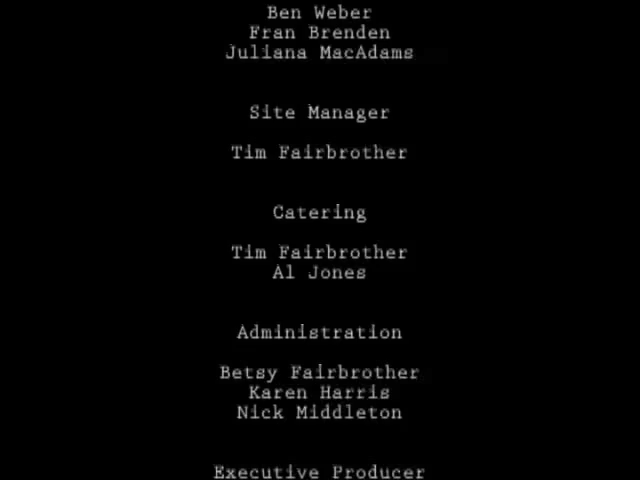 Ben Weber
Fran Brenden
Juliana MacAdams
Site Manager
Tim Fairbrother
Catering
Tim Fairbrother
Al Jones
Administration
Betsy Fairbrother
Karen Harris
Nick Middleton
Executive Producer